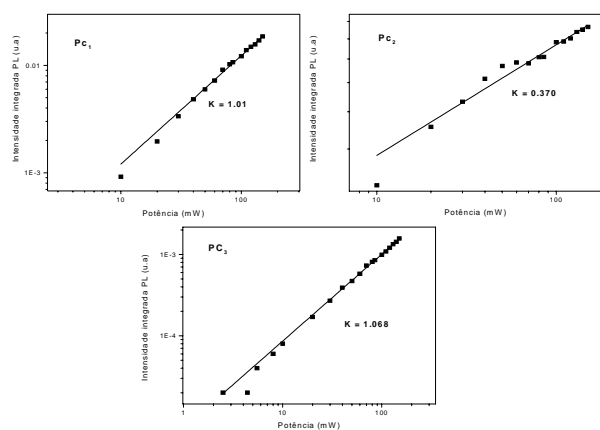 Pc₁
Intensidade integrada PL (u.a)
0.01
1E-3
K = 1.01
10
100
Potência (mW)
Pc₂
Intensidade integrada PL (u.a)
K = 0.370
10
100
Potência (mW)
PC₃
Intensidade integrada PL (u.a)
1E-3
1E-4
K = 1.068
1
10
100
Potência (mW)